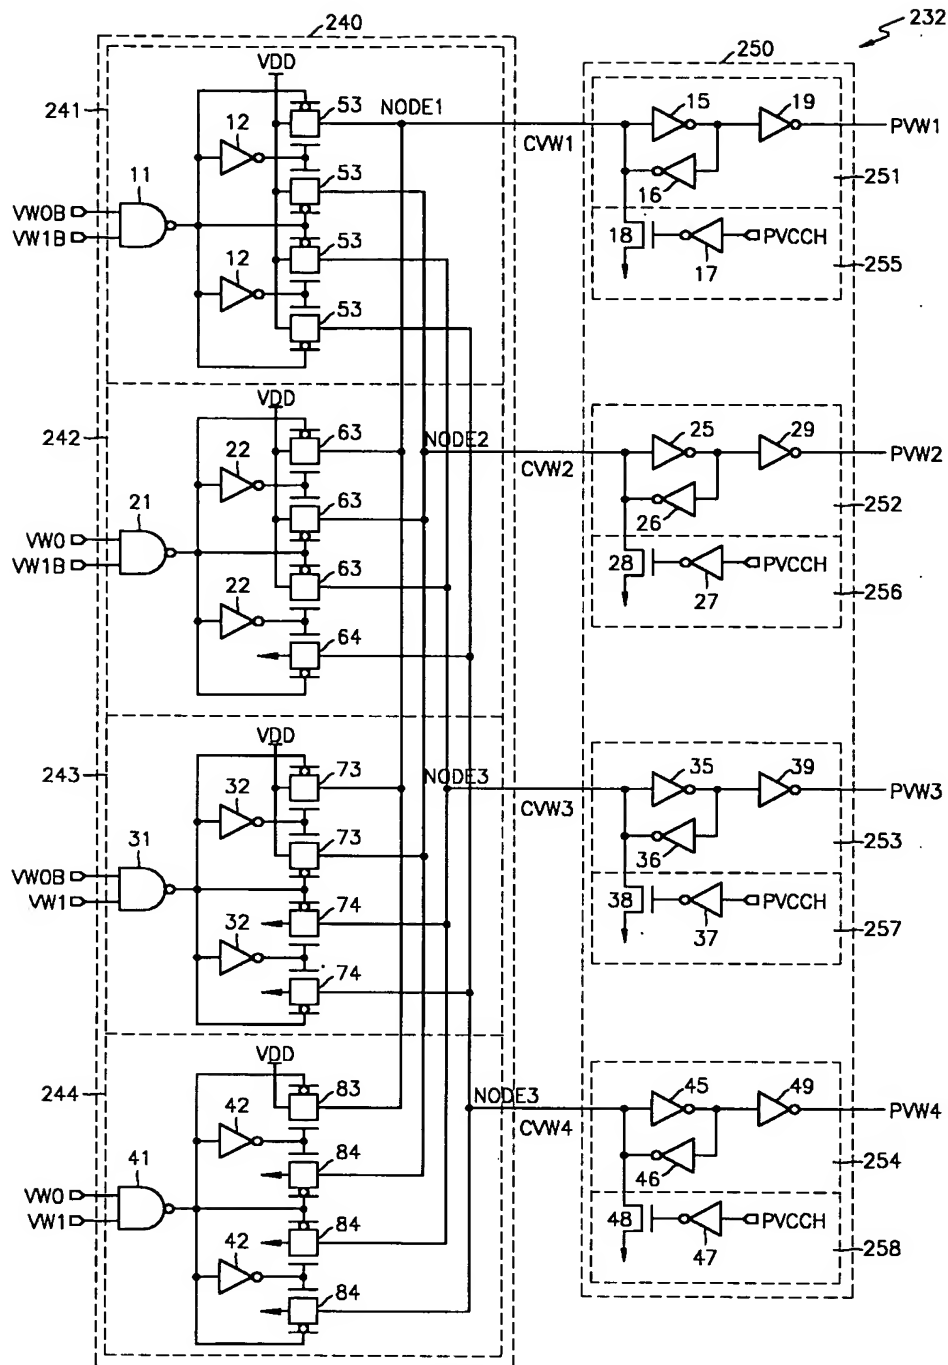 232
240
250
241
VDD
53
NODE1
CVW1
15
19
PVW1
12
11
VW0B
VW1B
53
16
251
53
18
17
PVCCH
255
12
53
242
VDD
63
NODE2
CVW2
25
29
PVW2
22
21
VW0
VW1B
63
26
252
63
28
27
PVCCH
256
22
64
243
VDD
73
NODE3
CVW3
35
39
PVW3
32
31
VW0B
VW1
73
36
253
74
38
37
PVCCH
257
32
74
244
VDD
83
NODE3
CVW4
45
49
PVW4
42
41
VW0
VW1
84
46
254
84
48
47
PVCCH
258
42
84